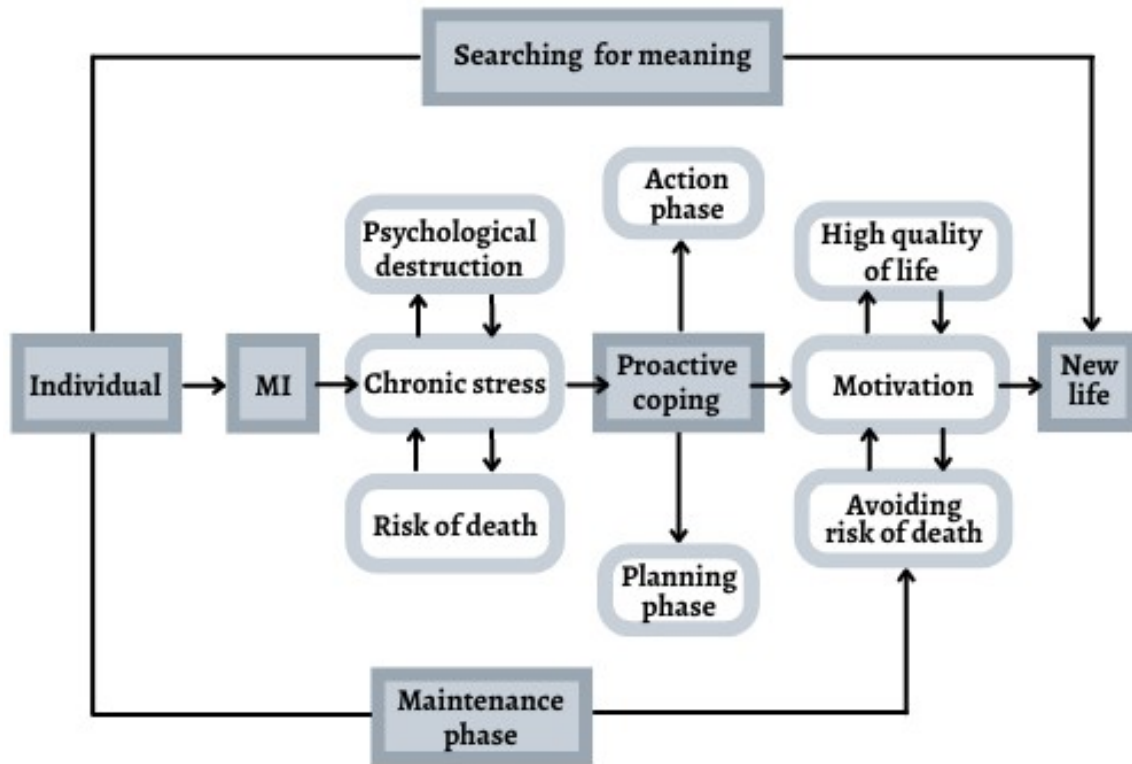 Searching for meaning
Action
phase
Psychological
destruction
High quality
of life
Individual
MI
Chronic stress
Proactive
coping
Motivation
New
life
Risk of death
Avoiding
risk of death
Planning
phase
Maintenance
phase